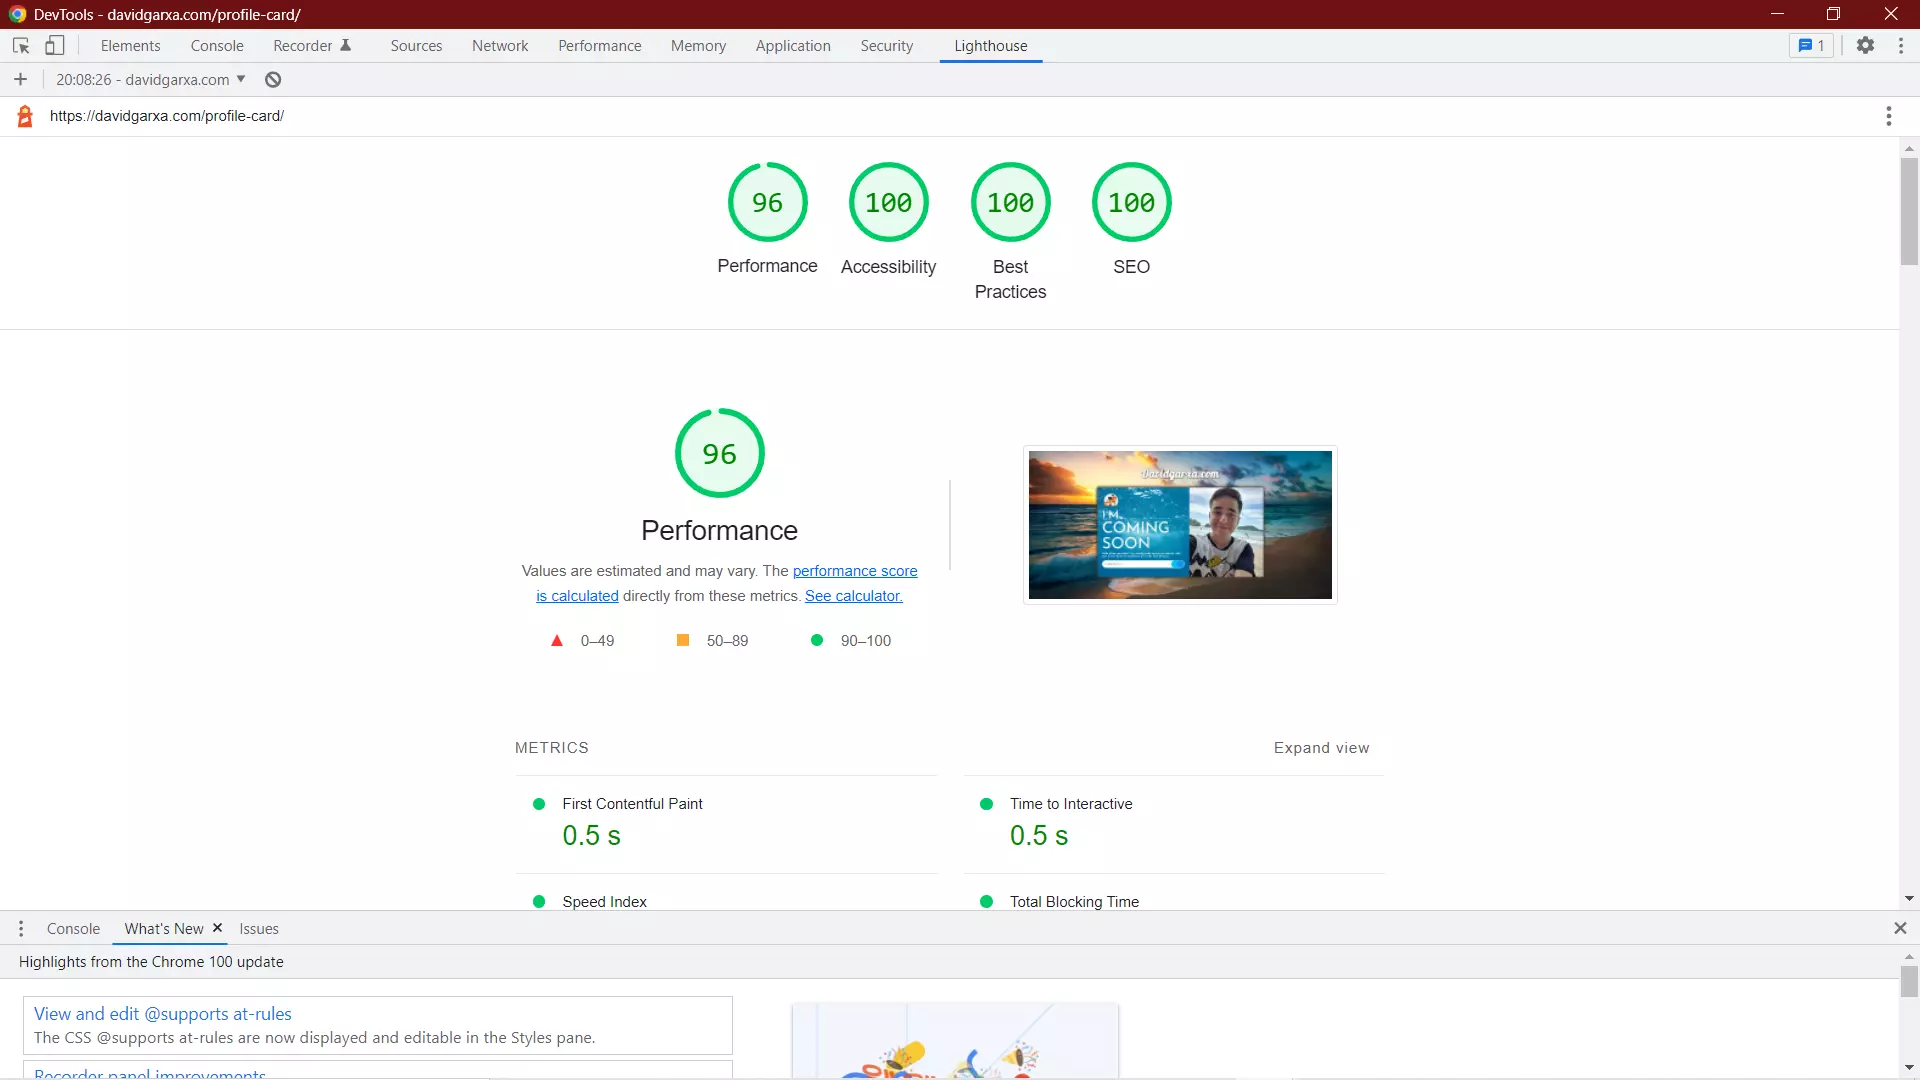 DevTools - davidgarxa.com/profile-card/
Elements Console Recorder Sources Network Performance Memory Application Security Lighthouse 1
20:08:26 - davidgarxa.com
https://davidgarxa.com/profile-card/
96 100 100 100
Performance Accessibility Best Practices SEO
96
Performance
Values are estimated and may vary. The performance score
is calculated directly from these metrics. See calculator.
0–49 50–89 90–100
Davidgarxa.com
I'M
COMING
SOON
METRICS Expand view
First Contentful Paint Time to Interactive
0.5 s 0.5 s
Speed Index Total Blocking Time
Console What's New Issues
Highlights from the Chrome 100 update
View and edit @supports at-rules
The CSS @supports at-rules are now displayed and editable in the Styles pane.
Recorder panel improvements